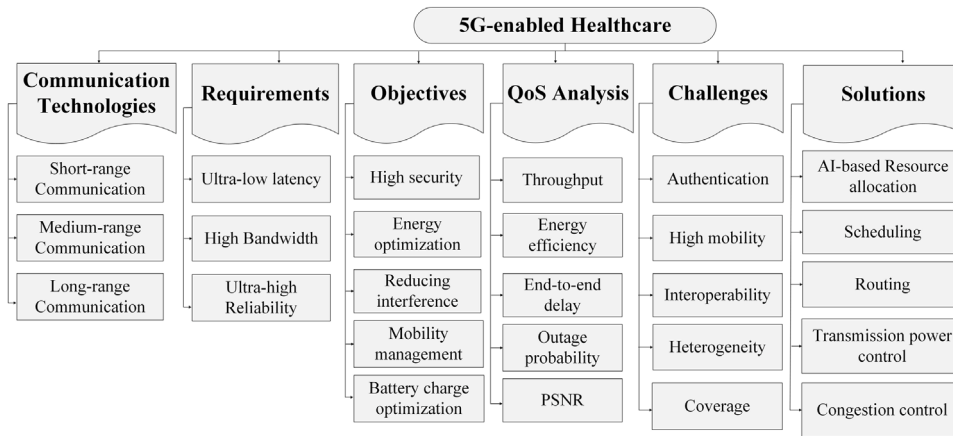 5G-enabled Healthcare
Communication
Technologies
Short-range
Communication
Medium-range
Communication
Long-range
Communication
Requirements
Ultra-low latency
High Bandwidth
Ultra-high
Reliability
Objectives
High security
Energy
optimization
Reducing
interference
Mobility
management
Battery charge
optimization
QoS Analysis
Throughput
Energy
efficiency
End-to-end
delay
Outage
probability
PSNR
Challenges
Authentication
High mobility
Interoperability
Heterogeneity
Coverage
Solutions
AI-based Resource
allocation
Scheduling
Routing
Transmission power
control
Congestion control